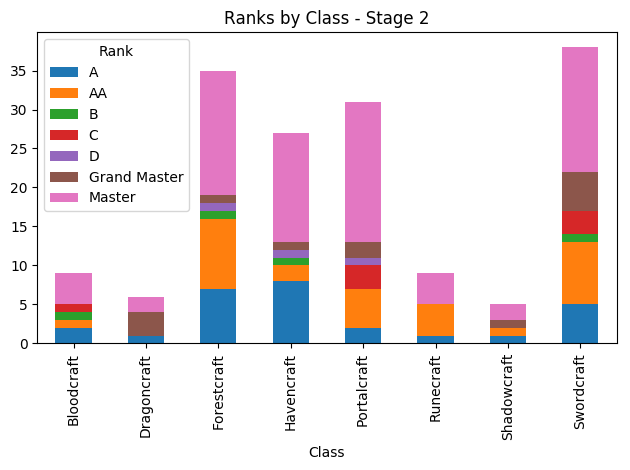 Ranks by Class - Stage 2
Rank
A
AA
B
C
D
Grand Master
Master
35
30
25
20
15
10
5
0
Bloodcraft
Dragoncraft
Forestcraft
Havencraft
Portalcraft
Runecraft
Shadowcraft
Swordcraft
Class